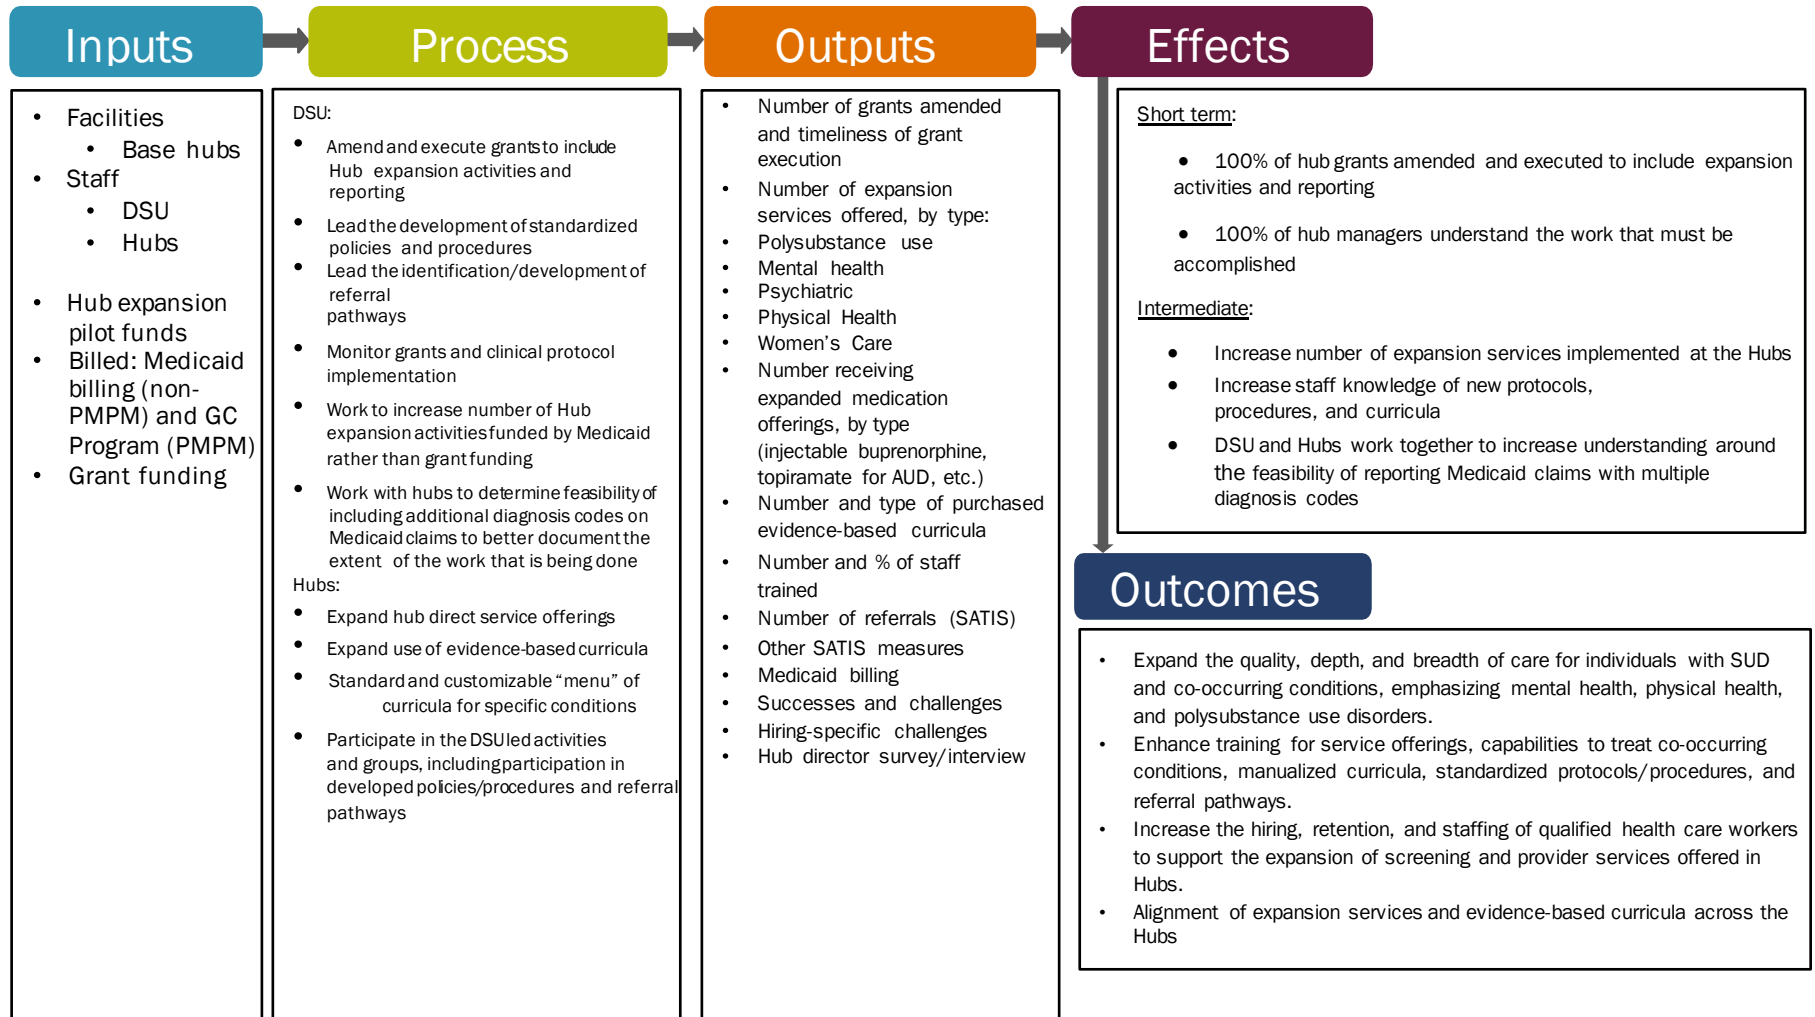 Inputs
Process
Outputs
Effects
• Facilities
• Base hubs
• Staff
• DSU
• Hubs
• Hub expansion
pilot funds
• Billed: Medicaid
billing (non-
PMPM) and GC
Program (PMPM)
• Grant funding
DSU:
• Amend and execute grants to include
Hub expansion activities and
reporting
• Lead the development of standardized
policies and procedures
• Lead the identification/development of
referral
pathways
• Monitor grants and clinical protocol
implementation
• Work to increase number of Hub
expansion activities funded by Medicaid
rather than grant funding
• Work with hubs to determine feasibility of
including additional diagnosis codes on
Medicaid claims to better document the
extent of the work that is being done
Hubs:
• Expand hub direct service offerings
• Expand use of evidence-based curricula
• Standard and customizable “menu” of
curricula for specific conditions
• Participate in the DSU led activities
and groups, including participation in
developed policies/procedures and referral
pathways
• Number of grants amended
and timeliness of grant
execution
• Number of expansion
services offered, by type:
• Polysubstance use
• Mental health
• Psychiatric
• Physical Health
• Women’s Care
• Number receiving
expanded medication
offerings, by type
(injectable buprenorphine,
topiramate for AUD, etc.)
• Number and type of purchased
evidence-based curricula
• Number and % of staff
trained
• Number of referrals (SATIS)
• Other SATIS measures
• Medicaid billing
• Successes and challenges
• Hiring-specific challenges
• Hub director survey/interview
Short term:
• 100% of hub grants amended and executed to include expansion
activities and reporting
• 100% of hub managers understand the work that must be
accomplished
Intermediate:
• Increase number of expansion services implemented at the Hubs
• Increase staff knowledge of new protocols,
procedures, and curricula
• DSU and Hubs work together to increase understanding around
the feasibility of reporting Medicaid claims with multiple
diagnosis codes
Outcomes
• Expand the quality, depth, and breadth of care for individuals with SUD
and co-occurring conditions, emphasizing mental health, physical health,
and polysubstance use disorders.
• Enhance training for service offerings, capabilities to treat co-occurring
conditions, manualized curricula, standardized protocols/procedures, and
referral pathways.
• Increase the hiring, retention, and staffing of qualified health care workers
to support the expansion of screening and provider services offered in
Hubs.
• Alignment of expansion services and evidence-based curricula across the
Hubs